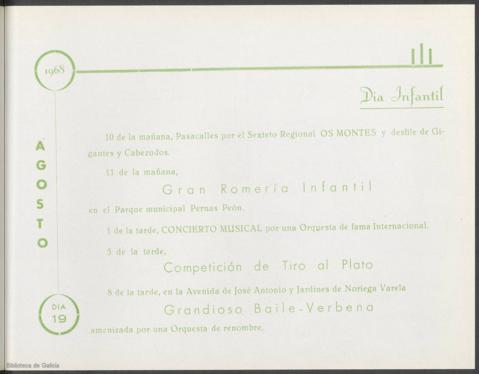 1968
Dia Infantil
AGOSTO
10 de la mañana, Pasacalles por el Sexteto Regional OS MONTES y desfile de Gi-
gantes y Cabezudos.
11 de la mañana,
Gran Romería Infantil
en el Parque municipal Pernas Peón.
1 de la tarde, CONCIERTO MUSICAL por una Orquesta de fama Internacional.
5 de la tarde,
Competición de Tiro al Plato
8 de la tarde, en la Avenida de José Antonio y Jardines de Noriega Varela
Grandioso Baile-Verbena
amenizada por una Orquesta de renombre.
DIA
19
Biblioteca de Galicia